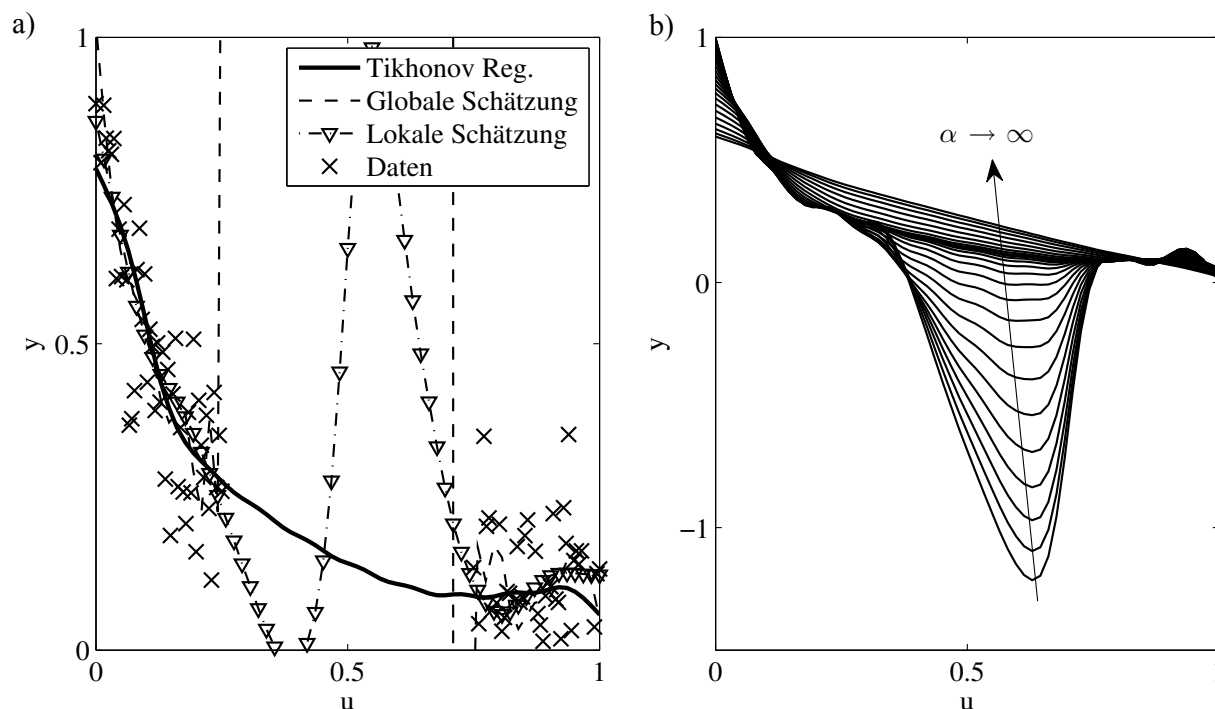 a)
1
0.5
0
y
0
0.5
1
u
Tikhonov Reg.
Globale Schätzung
Lokale Schätzung
Daten
b)
1
0
−1
y
0
0.5
1
u
α → ∞